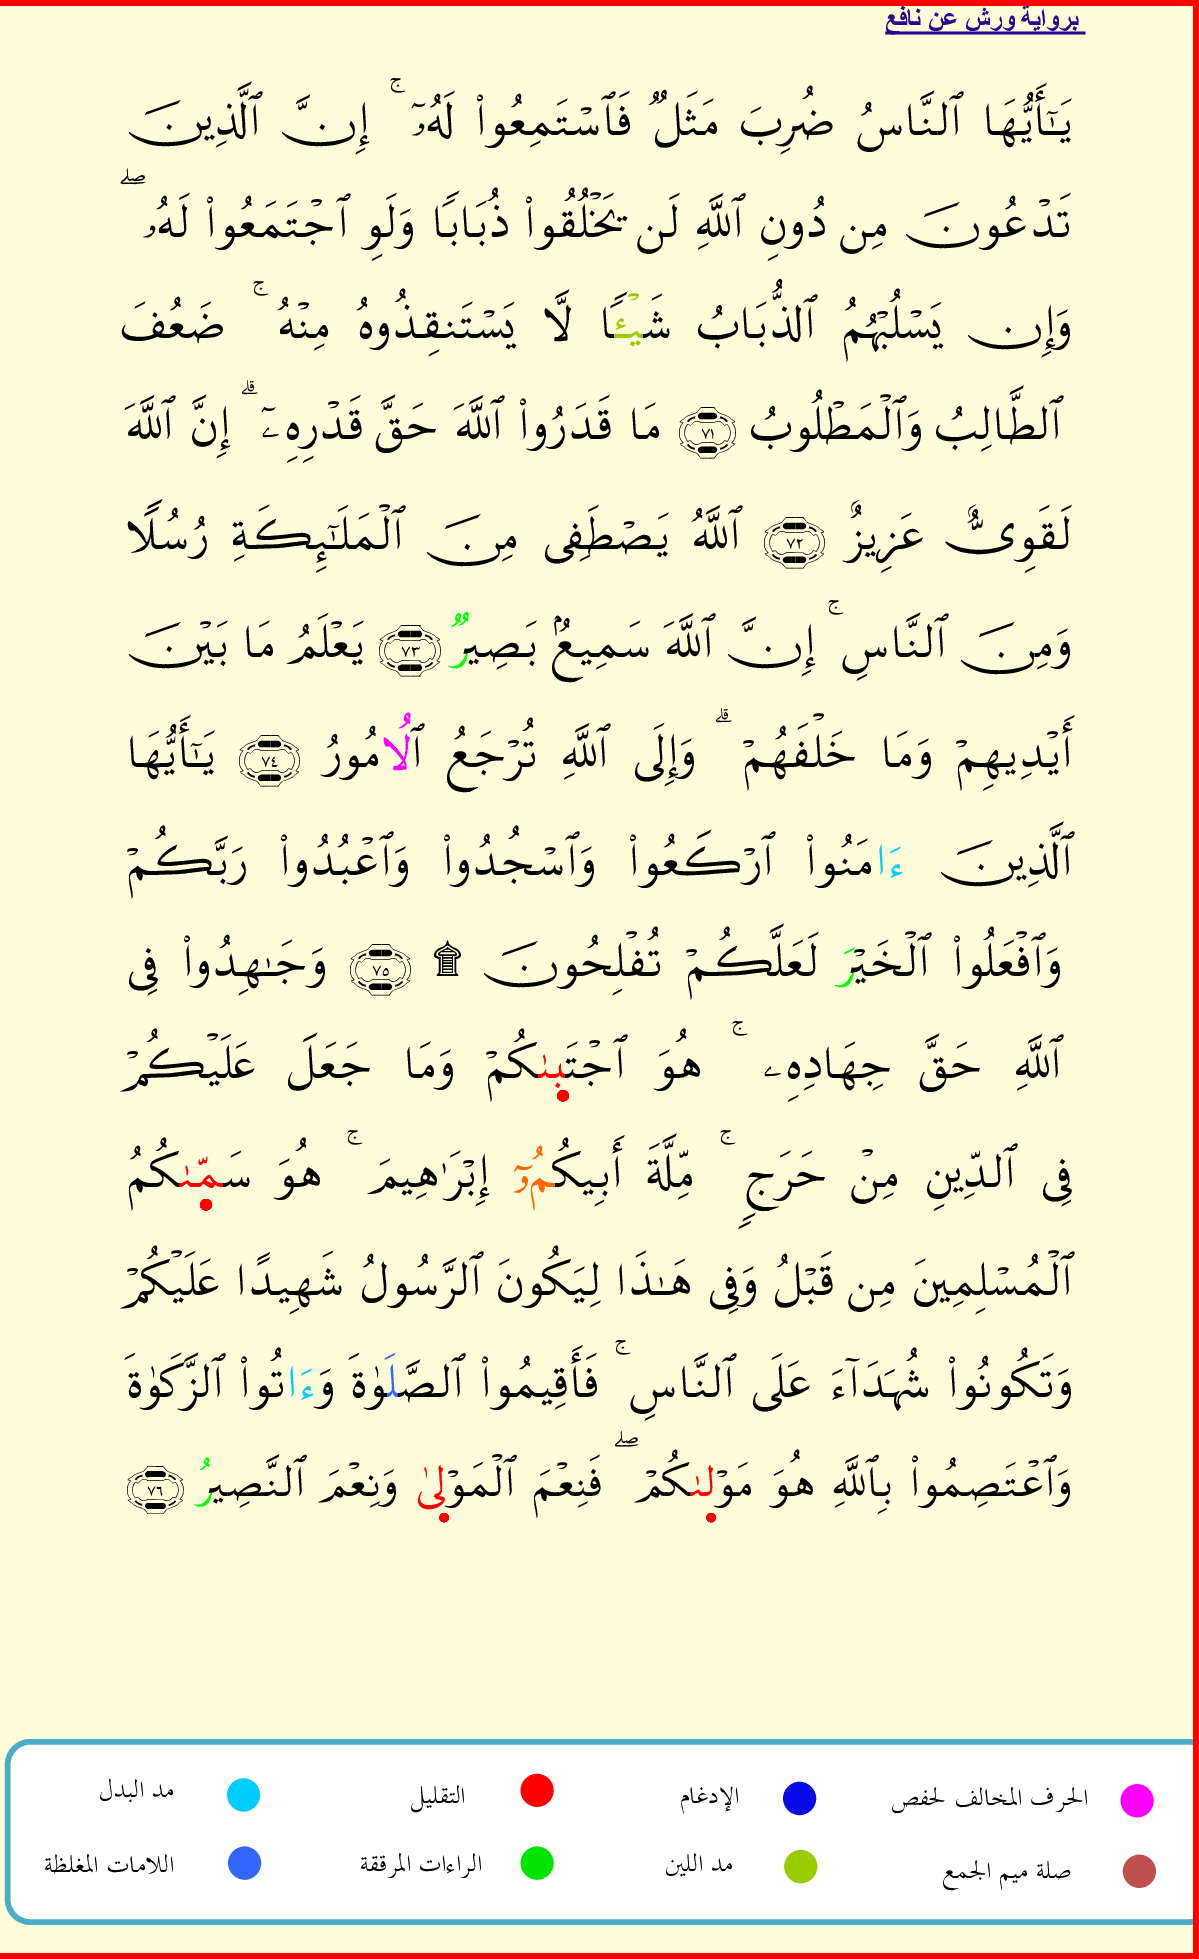 برواية ورش عن نافع
يَـٰٓأَيُّهَا ٱلنَّاسُ ضُرِبَ مَثَلٌ فَٱسْتَمِعُوا۟ لَهُۥٓ ۚ إِنَّ ٱلَّذِينَ
تَدْعُونَ مِن دُونِ ٱللَّهِ لَن يَخْلُقُوا۟ ذُبَابًا وَلَوِ ٱجْتَمَعُوا۟ لَهُۥ ۖ
وَإِن يَسْلُبْهُمُ ٱلذُّبَابُ شَيْـًٔا لَّا يَسْتَنقِذُوهُ مِنْهُ ۚ ضَعُفَ
ٱلطَّالِبُ وَٱلْمَطْلُوبُ ٧١ مَا قَدَرُوا۟ ٱللَّهَ حَقَّ قَدْرِهِۦٓ ۗ إِنَّ ٱللَّهَ
لَقَوِىٌّ عَزِيزٌ ٧٢ ٱللَّهُ يَصْطَفِى مِنَ ٱلْمَلَـٰٓئِكَةِ رُسُلًا
وَمِنَ ٱلنَّاسِ ۚ إِنَّ ٱللَّهَ سَمِيعٌۢ بَصِيرٌ ٧٣ يَعْلَمُ مَا بَيْنَ
أَيْدِيهِمْ وَمَا خَلْفَهُمْ ۗ وَإِلَى ٱللَّهِ تُرْجَعُ ٱلُامُورُ ٧٤ يَـٰٓأَيُّهَا
ٱلَّذِينَ ءَامَنُوا۟ ٱرْكَعُوا۟ وَٱسْجُدُوا۟ وَٱعْبُدُوا۟ رَبَّكُمْ
وَٱفْعَلُوا۟ ٱلْخَيْرَ لَعَلَّكُمْ تُفْلِحُونَ ۩ ٧٥ وَجَـٰهِدُوا۟ فِى
ٱللَّهِ حَقَّ جِهَادِهِۦ ۚ هُوَ ٱجْتَبىٰكُمْ وَمَا جَعَلَ عَلَيْكُمْ
فِى ٱلدِّينِ مِنْ حَرَجٍ ۚ مِّلَّةَ أَبِيكُمُۥٓ إِبْرَٰهِيمَ ۚ هُوَ سَمّىٰكُمُ
ٱلْمُسْلِمِينَ مِن قَبْلُ وَفِى هَـٰذَا لِيَكُونَ ٱلرَّسُولُ شَهِيدًا عَلَيْكُمْ
وَتَكُونُوا۟ شُهَدَآءَ عَلَى ٱلنَّاسِ ۚ فَأَقِيمُوا۟ ٱلصَّلَوٰةَ وَءَاتُوا۟ ٱلزَّكَوٰةَ
وَٱعْتَصِمُوا۟ بِٱللَّهِ هُوَ مَوْلىٰكُمْ ۖ فَنِعْمَ ٱلْمَوْلىٰ وَنِعْمَ ٱلنَّصِيرُ ٧٦
الحرف المخالف لحفص الإدغام التقليل مد البدل
صلة ميم الجمع مد اللين الراءات المرققة اللامات المغلظة